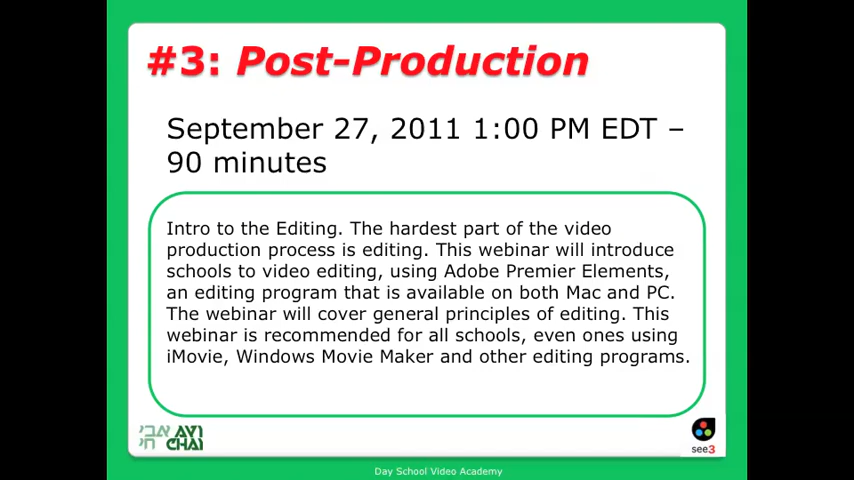 #3: Post-Production
September 27, 2011 1:00 PM EDT –
90 minutes
Intro to the Editing. The hardest part of the video
production process is editing. This webinar will introduce
schools to video editing, using Adobe Premier Elements,
an editing program that is available on both Mac and PC.
The webinar will cover general principles of editing. This
webinar is recommended for all schools, even ones using
iMovie, Windows Movie Maker and other editing programs.
אבי AVI
חי CHAI
see3
Day School Video Academy